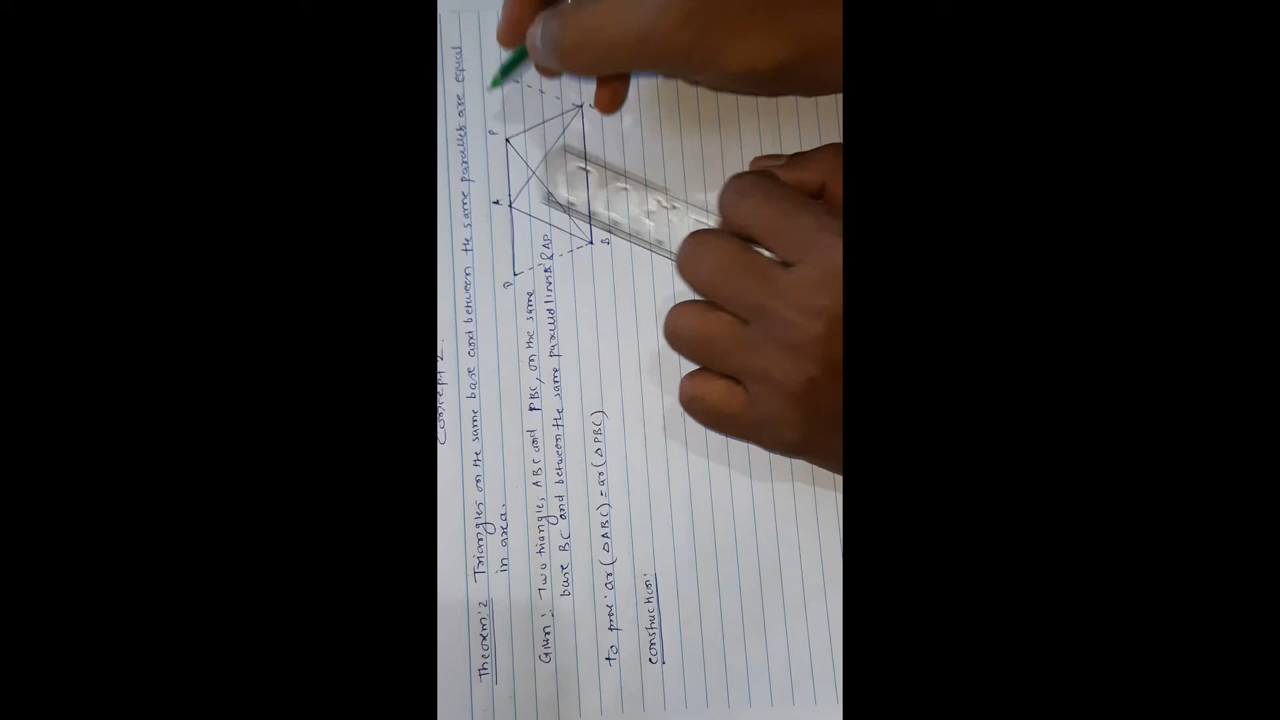 Concept 2.
Theorem: 2 Triangles on the same base and between the same parallels are equal
in area.
Given: Two triangles ABC and PBC, on the same
base BC and between the same parallel lines BC & AP
to prove: ar(△ABC) = ar(△PBC)
construction:
D A P
B C